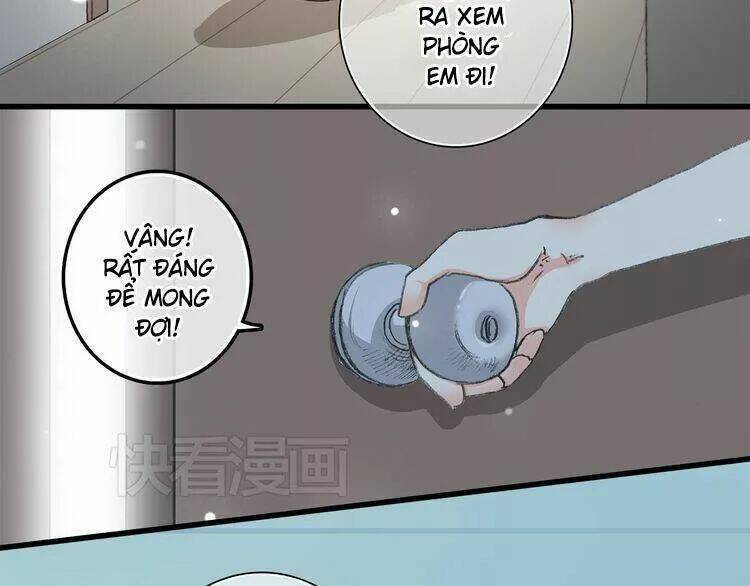 RA XEM
PHÒNG
EM ĐI!
VÂNG!
RẤT ĐÁNG
ĐỂ MONG
ĐỢI!
快看漫画